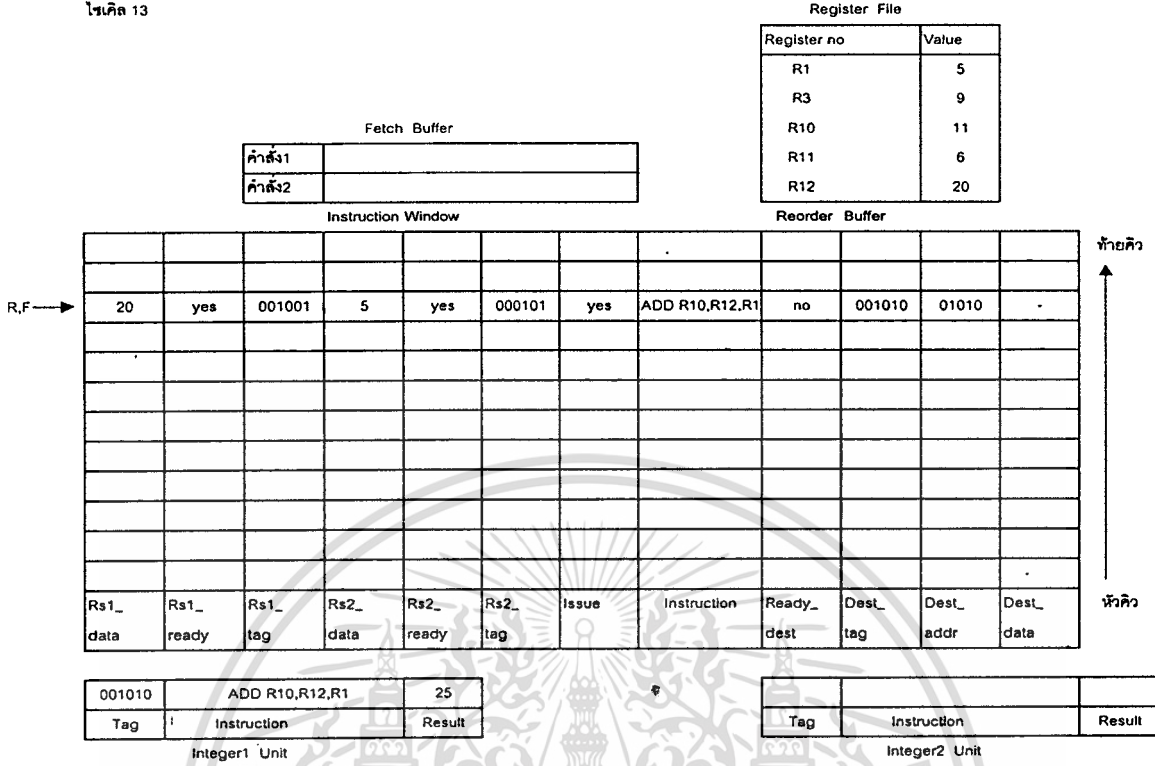 ไซเคิล 13
Register File
Register no Value
R1 5
R3 9
R10 11
R11 6
R12 20
Fetch Buffer
คำสั่ง1
คำสั่ง2
Instruction Window
Reorder Buffer
ท้ายคิว
R,F
20 yes 001001 5 yes 000101 yes ADD R10,R12,R1 no 001010 01010 -
Rs1_ data Rs1_ ready Rs1_ tag Rs2_ data Rs2_ ready Rs2_ tag Issue Instruction Ready_ dest Dest_ tag Dest_ addr Dest_ data
หัวคิว
001010 ADD R10,R12,R1 25
Tag Instruction Result
Integer1 Unit
Tag Instruction Result
Integer2 Unit